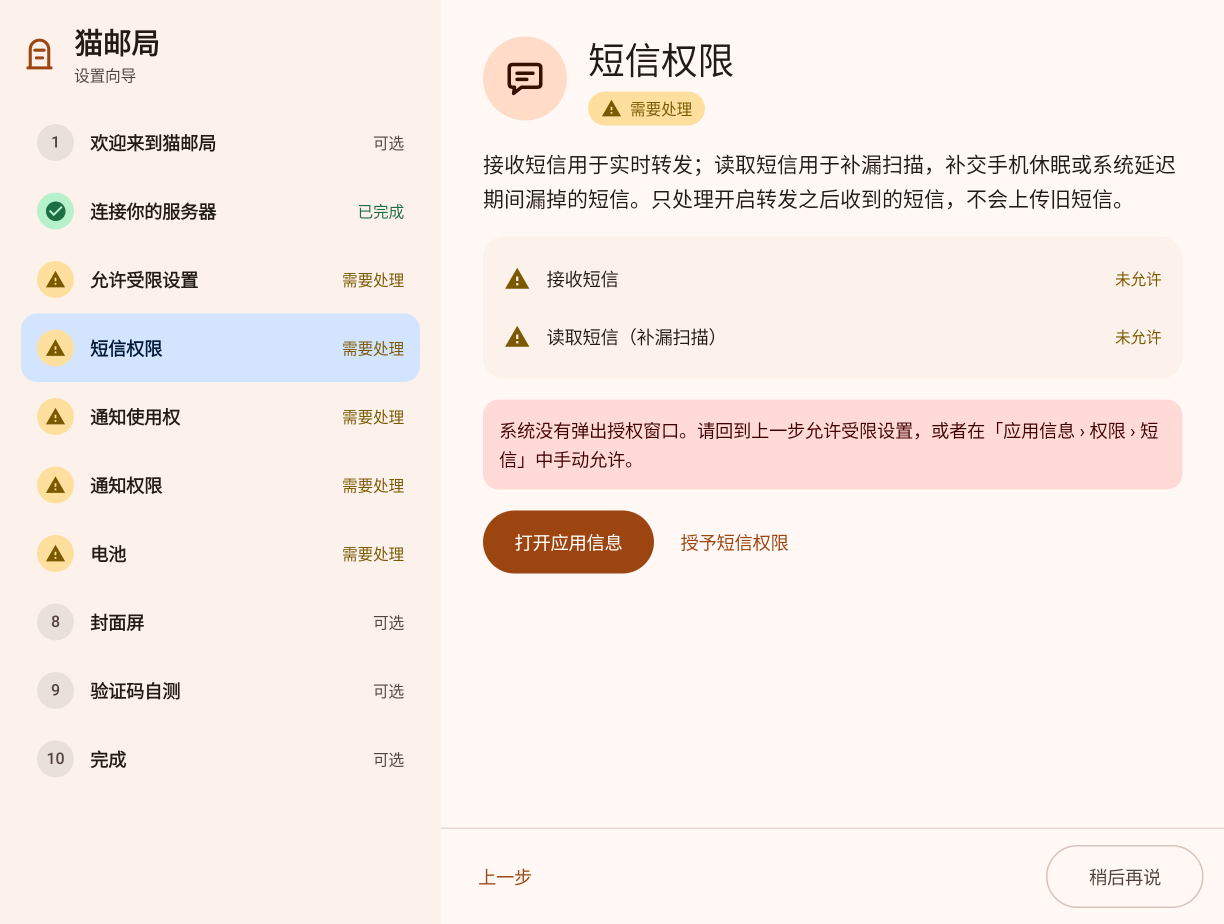 猫邮局
设置向导
1 欢迎来到猫邮局 可选
连接你的服务器 已完成
允许受限设置 需要处理
短信权限 需要处理
通知使用权 需要处理
通知权限 需要处理
电池 需要处理
8 封面屏 可选
9 验证码自测 可选
10 完成 可选
短信权限
需要处理
接收短信用于实时转发；读取短信用于补漏扫描，补交手机休眠或系统延迟
期间漏掉的短信。只处理开启转发之后收到的短信，不会上传旧短信。
接收短信 未允许
读取短信（补漏扫描） 未允许
系统没有弹出授权窗口。请回到上一步允许受限设置，或者在「应用信息 › 权限 › 短
信」中手动允许。
打开应用信息 授予短信权限
上一步 稍后再说